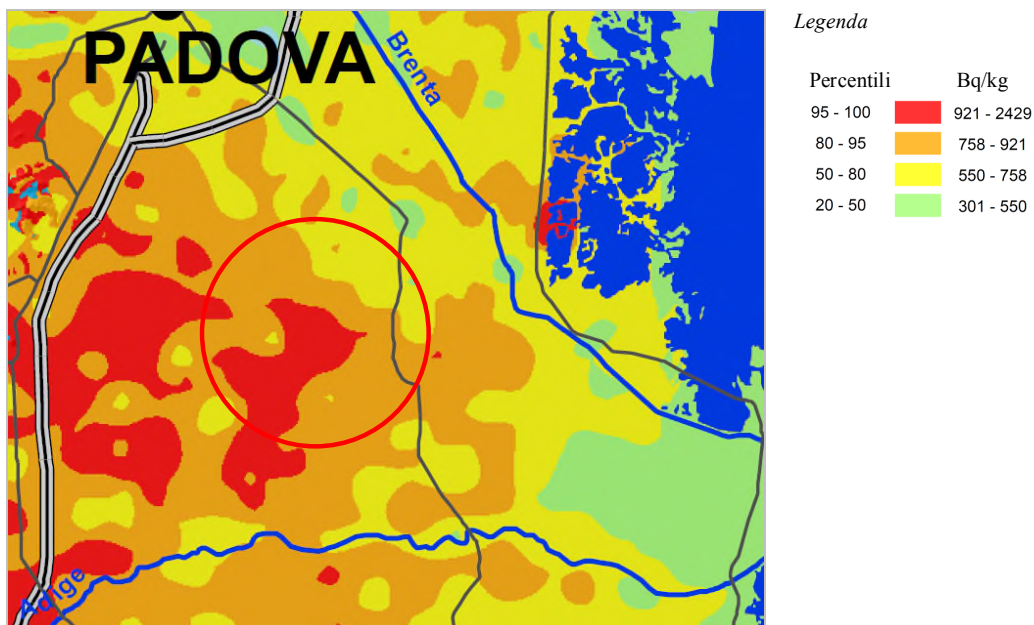 PADOVA
Brenta
Adige
Legenda
Percentili Bq/kg
95 - 100 921 - 2429
80 - 95 758 - 921
50 - 80 550 - 758
20 - 50 301 - 550